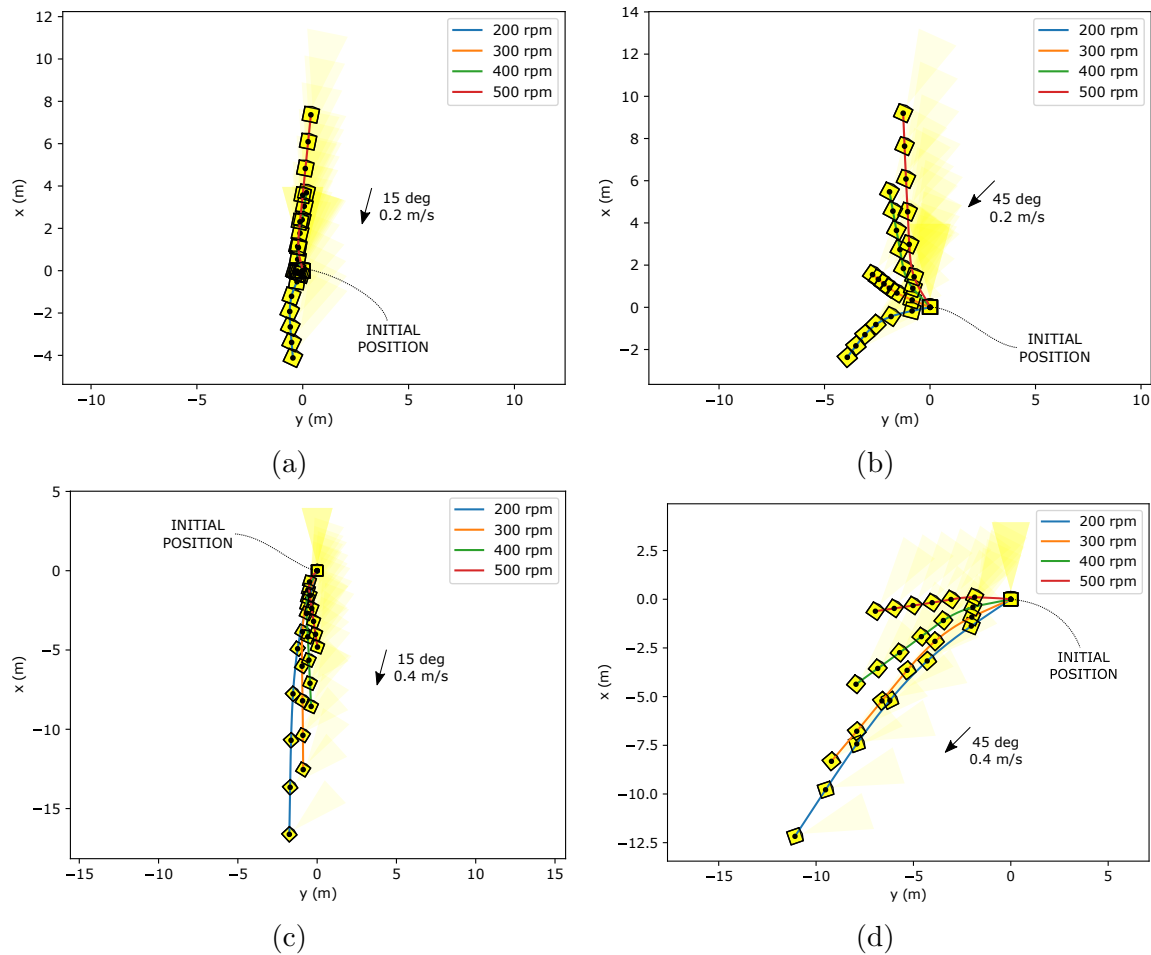 12
10
8
6
4
2
0
−2
−4
x (m)
200 rpm
300 rpm
400 rpm
500 rpm
15 deg
0.2 m/s
INITIAL
POSITION
−10
−5
0
5
10
y (m)
(a)
14
12
10
8
6
4
2
0
−2
x (m)
200 rpm
300 rpm
400 rpm
500 rpm
45 deg
0.2 m/s
INITIAL
POSITION
−10
−5
0
5
10
y (m)
(b)
5
0
−5
−10
−15
x (m)
INITIAL
POSITION
200 rpm
300 rpm
400 rpm
500 rpm
15 deg
0.4 m/s
−15
−10
−5
0
5
10
15
y (m)
(c)
2.5
0.0
−2.5
−5.0
−7.5
−10.0
−12.5
x (m)
200 rpm
300 rpm
400 rpm
500 rpm
INITIAL
POSITION
45 deg
0.4 m/s
−15
−10
−5
0
5
y (m)
(d)